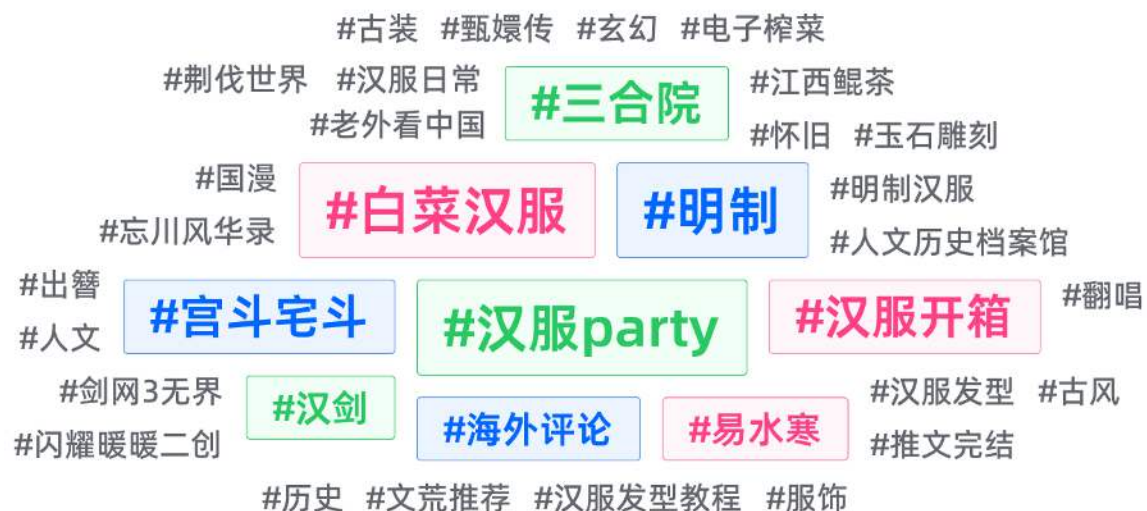 #古装 #甄嬛传 #玄幻 #电子榨菜
#剃伐世界 #汉服日常 #三合院 #江西鲲茶
#老外看中国 #怀旧 #玉石雕刻
#国漫 #白菜汉服 #明制 #明制汉服
#忘川风华录 #人文历史档案馆
#出簪 #宫斗宅斗 #汉服party #汉服开箱 #翻唱
#人文
#剑网3无界 #汉剑 #海外评论 #易水寒 #汉服发型 #古风
#闪耀暖暖二创 #推文完结
#历史 #文荒推荐 #汉服发型教程 #服饰